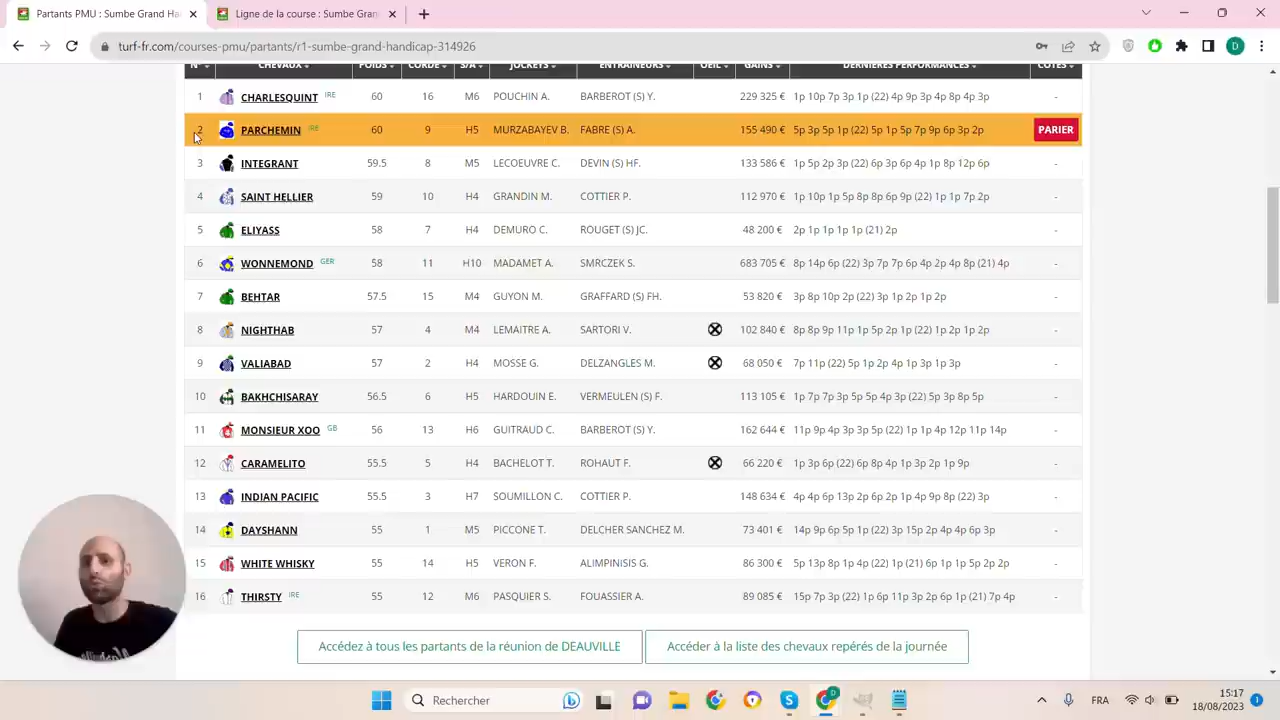 Partants PMU : Sumbe Grand Ha
Ligne de la course : Sumbe Grand
turf-fr.com/courses-pmu/partants/r1-sumbe-grand-handicap-314926
D
N° CHEVAUX POIDS CORDE S/A JOCKEYS ENTRAINEURS OEIL GAINS DERNIÈRES PERFORMANCES COTES
1 CHARLESQUINT IRE 60 16 M6 POUCHIN A. BARBEROT (S) Y. 229 325 € 1p 10p 7p 3p 1p (22) 4p 9p 3p 4p 8p 4p 3p -
2 PARCHEMIN IRE 60 9 H5 MURZABAYEV B. FABRE (S) A. 155 490 € 5p 3p 5p 1p (22) 5p 1p 5p 7p 9p 6p 3p 2p PARIER
3 INTEGRANT 59.5 8 M5 LECOEUVRE C. DEVIN (S) HF. 133 586 € 1p 5p 2p 3p (22) 6p 3p 6p 4p 1p 8p 12p 6p -
4 SAINT HELLIER 59 10 H4 GRANDIN M. COTTIER P. 112 970 € 1p 10p 1p 5p 8p 8p 6p 9p (22) 1p 1p 7p 2p -
5 ELIYASS 58 7 H4 DEMURO C. ROUGET (S) JC. 48 200 € 2p 1p 1p 1p 1p (21) 2p -
6 WONNEMOND GER 58 11 H10 MADAMET A. SMRCZEK S. 683 705 € 8p 14p 6p (22) 3p 7p 7p 6p 4p 2p 4p 8p (21) 4p -
7 BEHTAR 57.5 15 M4 GUYON M. GRAFFARD (S) FH. 53 820 € 3p 8p 10p 2p (22) 3p 1p 2p 1p 2p -
8 NIGHTHAB 57 4 M4 LEMAITRE A. SARTORI V. 102 840 € 8p 8p 9p 11p 1p 5p 2p 1p (22) 1p 2p 1p 2p -
9 VALIABAD 57 2 H4 MOSSE G. DELZANGLES M. 68 050 € 7p 11p (22) 5p 1p 2p 4p 1p 3p 1p 3p -
10 BAKHCHISARAY 56.5 6 H5 HARDOUIN E. VERMEULEN (S) F. 113 105 € 1p 7p 7p 3p 5p 5p 4p 3p (22) 5p 3p 8p 5p -
11 MONSIEUR XOO GB 56 13 H6 GUITRAUD C. BARBEROT (S) Y. 162 644 € 11p 9p 4p 3p 3p 5p (22) 1p 1p 4p 12p 11p 14p -
12 CARAMELITO 55.5 5 H4 BACHELOT T. ROHAUT F. 66 220 € 1p 3p 6p (22) 6p 8p 4p 1p 3p 2p 1p 9p -
13 INDIAN PACIFIC 55.5 3 H7 SOUMILLON C. COTTIER P. 148 634 € 4p 4p 6p 13p 2p 6p 2p 1p 4p 9p 8p (22) 3p -
14 DAYSHANN 55 1 M5 PICCONE T. DELCHER SANCHEZ M. 73 401 € 14p 9p 6p 5p 1p (22) 3p 15p 2p 4p 4p 6p 3p -
15 WHITE WHISKY 55 14 H5 VERON F. ALIMPINISIS G. 86 300 € 5p 13p 8p 1p 4p (22) 1p (21) 6p 1p 1p 5p 2p 2p -
16 THIRSTY IRE 55 12 M6 PASQUIER S. FOUASSIER A. 89 085 € 15p 7p 3p (22) 1p 6p 11p 3p 2p 6p 1p (21) 7p 4p -
Accédez à tous les partants de la réunion de DEAUVILLE
Accéder à la liste des chevaux repérés de la journée
Rechercher
FRA
15:17
18/08/2023